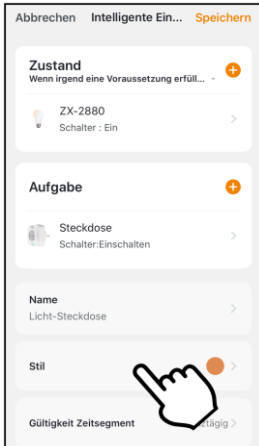 Abbrechen Intelligente Ein... Speichern
Zustand
Wenn irgend eine Voraussetzung erfüll...
ZX-2880
Schalter : Ein
Aufgabe
Steckdose
Schalter:Einschalten
Name
Licht-Steckdose
Stil
Gültigkeit Zeitsegment